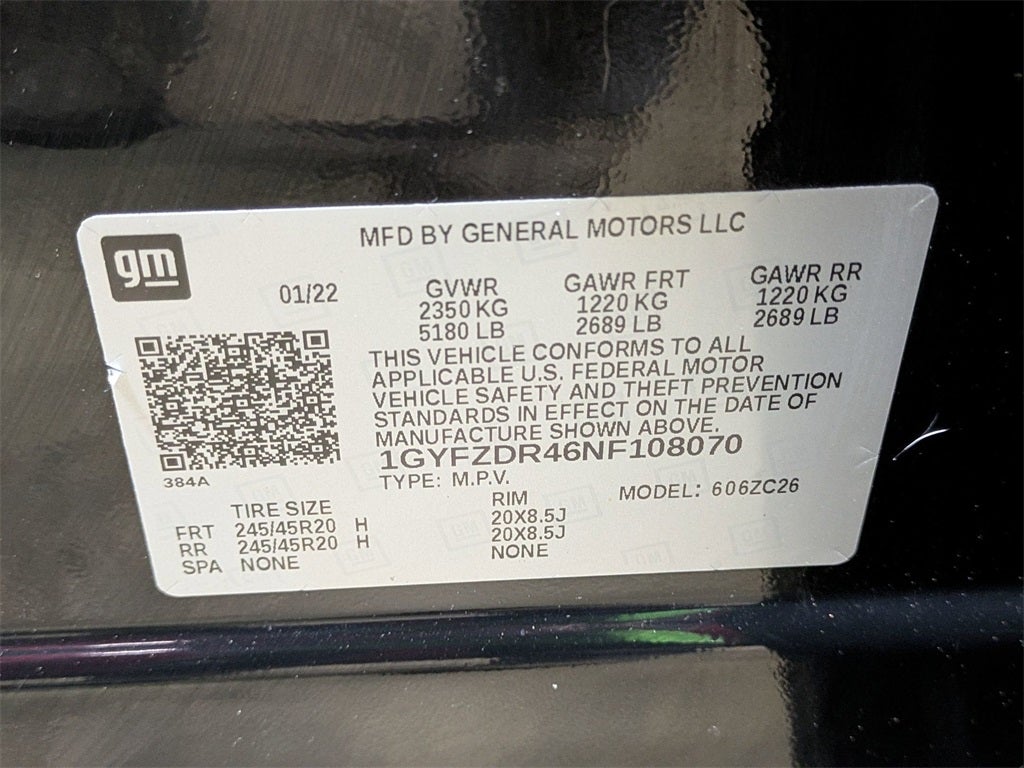 MFD BY GENERAL MOTORS LLC
gm
01/22
GVWR
2350 KG
5180 LB
GAWR FRT
1220 KG
2689 LB
GAWR RR
1220 KG
2689 LB
THIS VEHICLE CONFORMS TO ALL
APPLICABLE U.S. FEDERAL MOTOR
VEHICLE SAFETY AND THEFT PREVENTION
STANDARDS IN EFFECT ON THE DATE OF
MANUFACTURE SHOWN ABOVE.
1GYFZDR46NF108070
384A
TYPE: M.P.V.
MODEL: 606ZC26
TIRE SIZE
RIM
FRT 245/45R20 H 20X8.5J
RR 245/45R20 H 20X8.5J
SPA NONE NONE